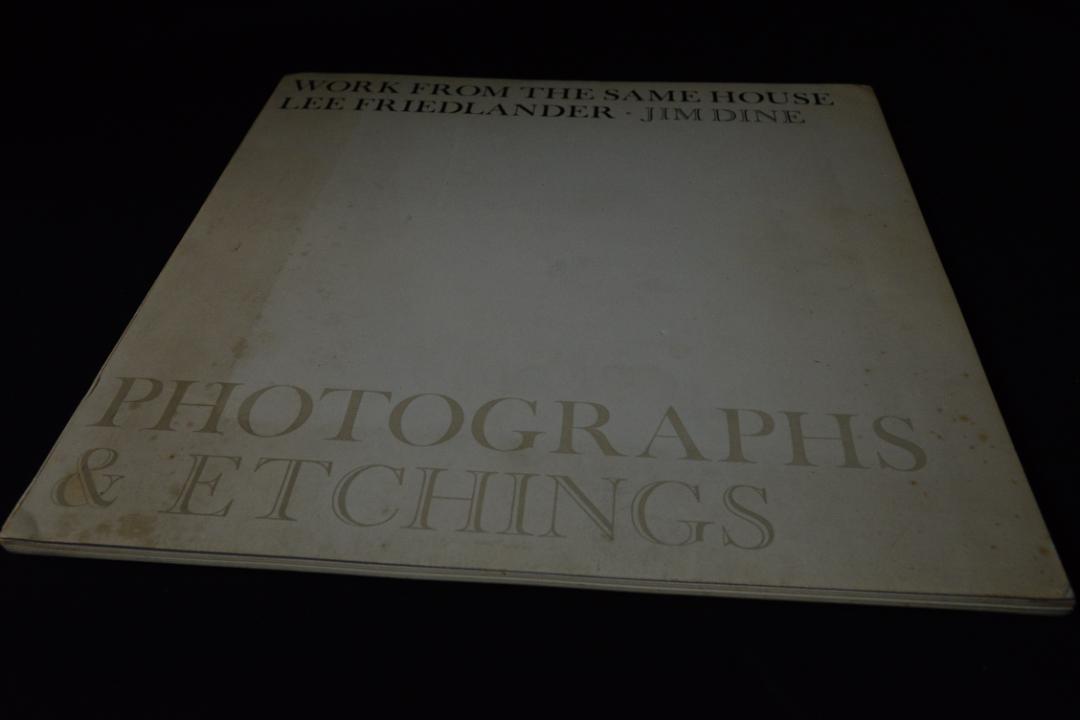 WORK FROM THE SAME HOUSE
LEE FRIEDLANDER · JIM DINE
PHOTOGRAPHS
& ETCHINGS